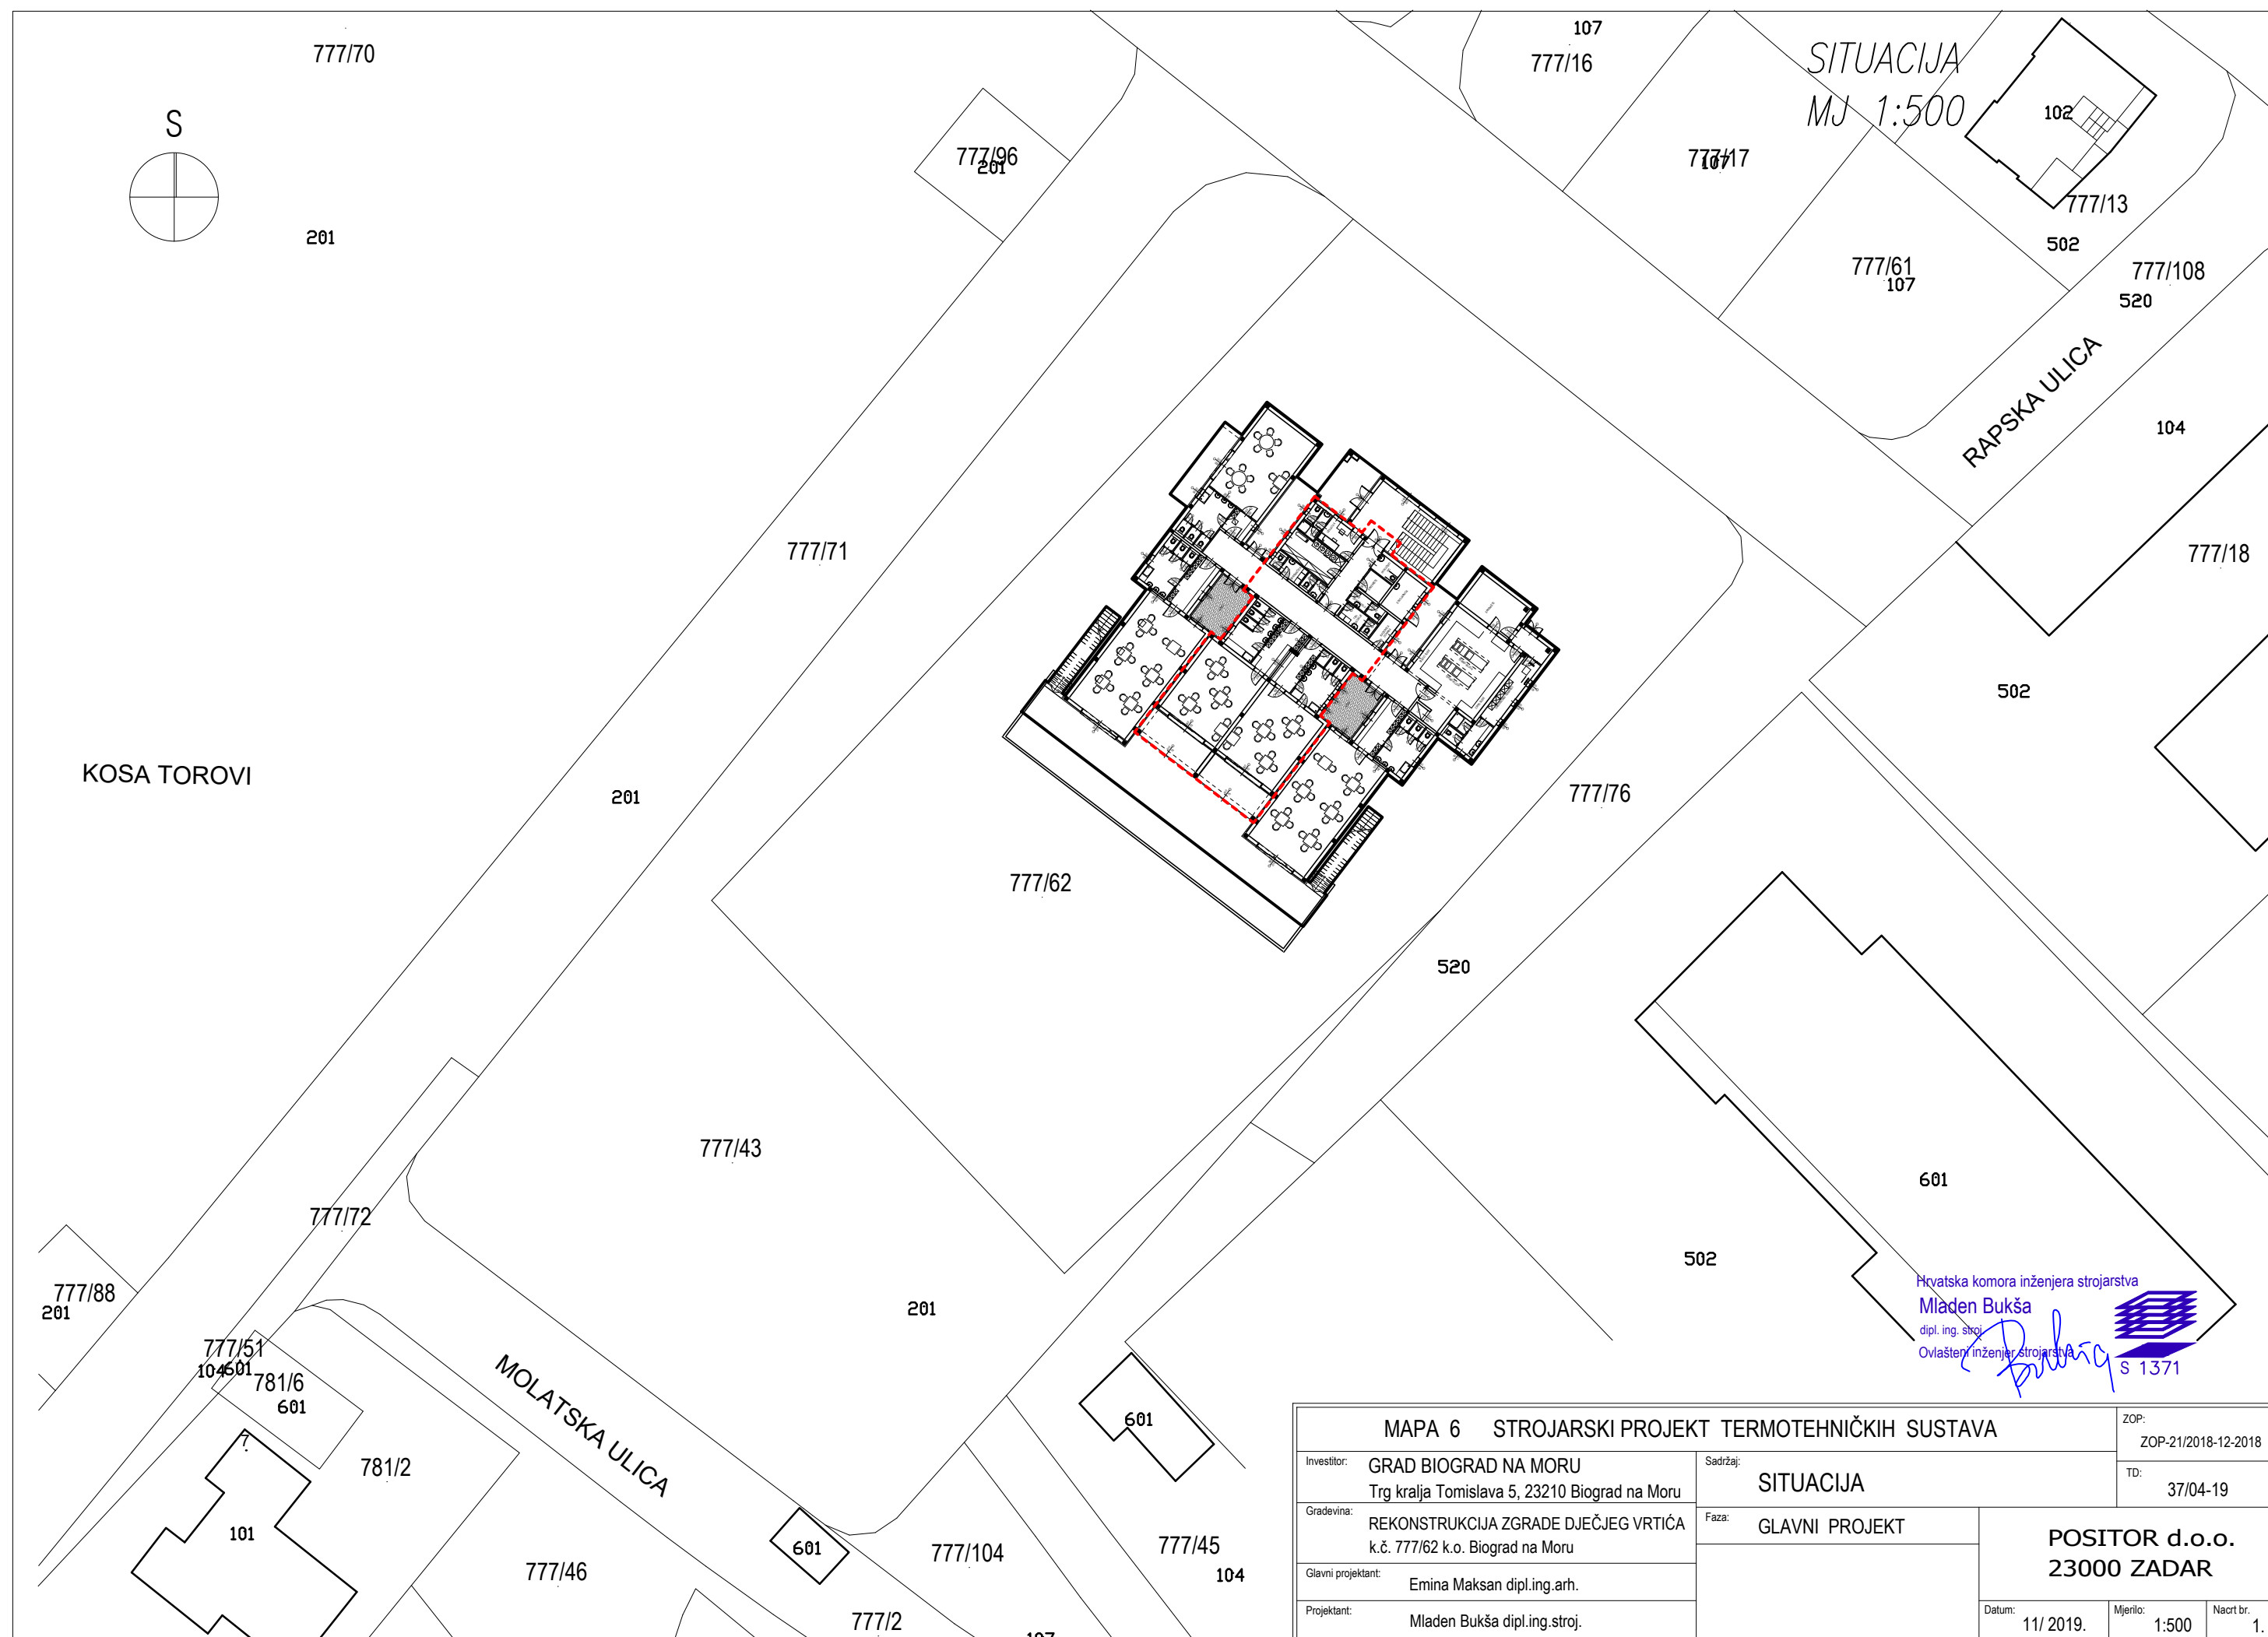 777/70
107
777/16
SITUACIJA
MJ 1:500
S
102
777/96
201
777/17
107
777/13
201
502
777/61
107
777/108
520
RAPSKA ULICA
104
777/71
777/18
502
KOSA TOROVI
201
777/76
777/62
520
777/43
601
777/72
502
777/88
201
201
777/51
104
601
781/6
601
MOLATSKA ULICA
601
781/2
101
601
777/104
777/45
104
777/46
777/2
107
Hrvatska komora inženjera strojarstva
Mladen Bukša
dipl. ing. stroj.
Ovlašteni inženjer strojarstva
S 1371
MAPA 6 STROJARSKI PROJEKT TERMOTEHNIČKIH SUSTAVA
ZOP:
ZOP-21/2018-12-2018
Investitor: GRAD BIOGRAD NA MORU
Trg kralja Tomislava 5, 23210 Biograd na Moru
Sadržaj: SITUACIJA
TD:
37/04-19
Gradevina: REKONSTRUKCIJA ZGRADE DJEČJEG VRTIĆA
k.č. 777/62 k.o. Biograd na Moru
Faza: GLAVNI PROJEKT
POSITOR d.o.o.
23000 ZADAR
Glavni projektant: Emina Maksan dipl.ing.arh.
Projektant: Mladen Bukša dipl.ing.stroj.
Datum: 11/ 2019.
Mjerilo: 1:500
Nacrt br. 1.